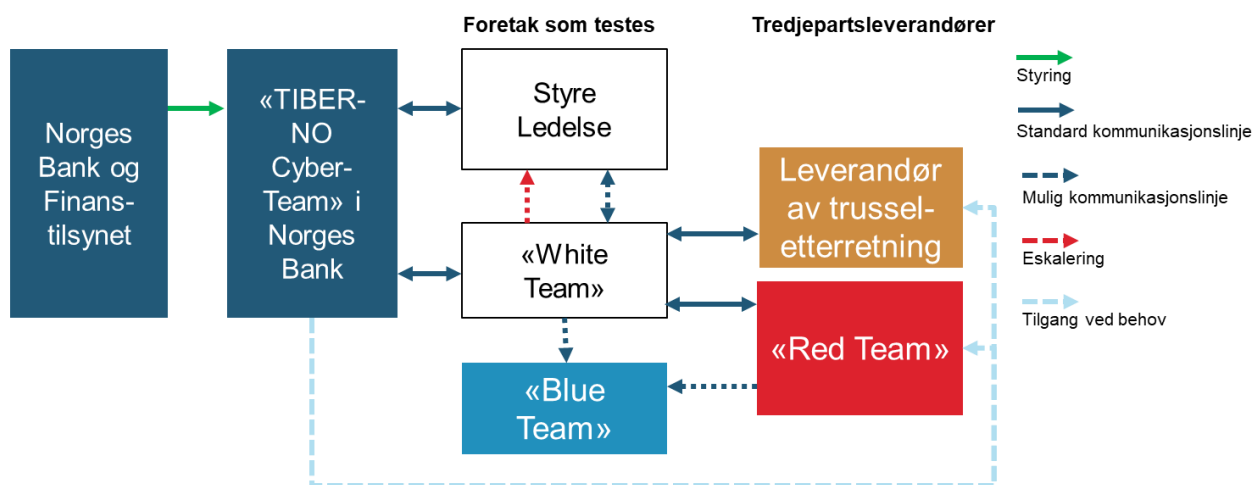 Foretak som testes
Tredjepartsleverandører
Norges
Bank og
Finans-
tilsynet
«TIBER-
NO
Cyber-
Team» i
Norges
Bank
Styre
Ledelse
«White
Team»
«Blue
Team»
Leverandør
av trussel-
etterretning
«Red Team»
Styring
Standard kommunikasjonslinje
Mulig kommunikasjonslinje
Eskalering
Tilgang ved behov